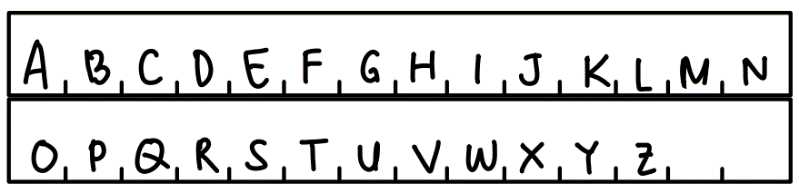 A B C D E F G H I J K L M N
O P Q R S T U V W X Y Z